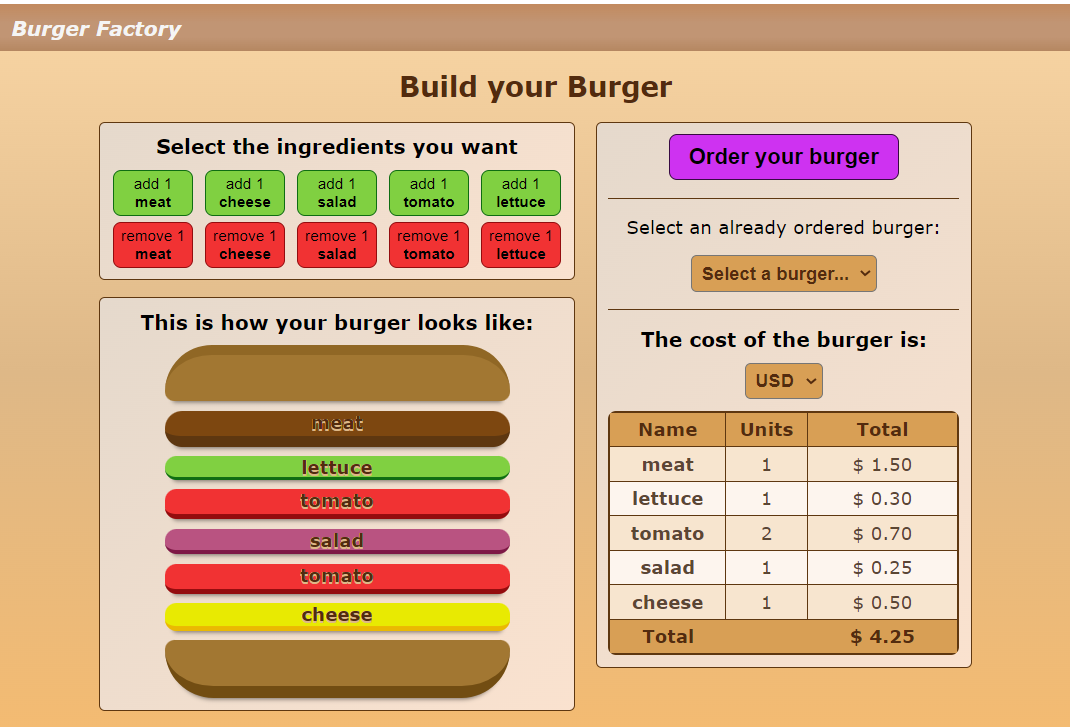 Burger Factory
Build your Burger
Select the ingredients you want
add 1 meat
add 1 cheese
add 1 salad
add 1 tomato
add 1 lettuce
remove 1 meat
remove 1 cheese
remove 1 salad
remove 1 tomato
remove 1 lettuce
This is how your burger looks like:
meat
lettuce
tomato
salad
tomato
cheese
Order your burger
Select an already ordered burger:
Select a burger...
The cost of the burger is:
USD
Name Units Total
meat 1 $ 1.50
lettuce 1 $ 0.30
tomato 2 $ 0.70
salad 1 $ 0.25
cheese 1 $ 0.50
Total $ 4.25